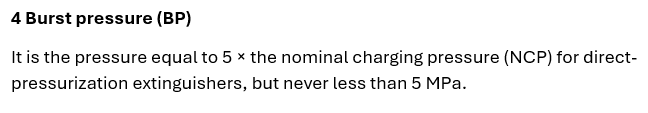 4 Burst pressure (BP)
It is the pressure equal to 5 × the nominal charging pressure (NCP) for direct-
pressurization extinguishers, but never less than 5 MPa.